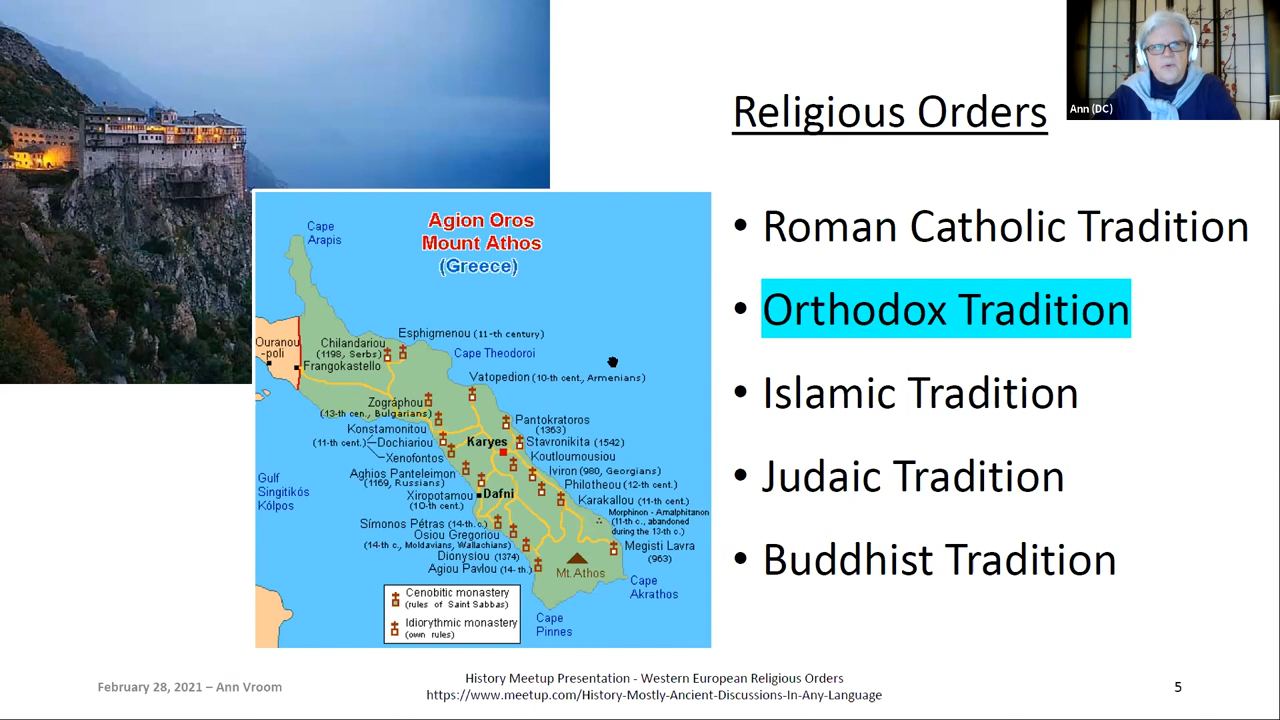 Religious Orders
Ann (DC)
• Roman Catholic Tradition
• Orthodox Tradition
• Islamic Tradition
• Judaic Tradition
• Buddhist Tradition
Agion Oros
Mount Athos
(Greece)
Cape
Arapis
Ouranou
-poli
Frangokastello
Chilandariou
(1198, Serbs)
Esphigmenou (11-th century)
Cape Theodoroi
Vatopedion (10-th cent., Armenians)
Zographou
(13-th cen., Bulgarians)
Konstamonitou
(11-th cent.)
Dochiariou
Xenofontos
Pantokratoros
(1363)
Karyes
Stavronikita (1542)
Koutloumousiou
Aghios Panteleimon
(1169, Russians)
Iviron (980, Georgians)
Philotheou (12-th cent.)
Xiropotamou
(10-th cent.)
Dafni
Karakallou (11-th cent.)
Morphinon - Amalphitanon
(11-th c., abandoned
during the 13-th c.)
Gulf
Singitikós
Kólpos
Símonos Pétras (14-th c.)
Osiou Gregoriou
(14-th c., Moldavians, Wallachians)
Dionysiou (1374)
Agiou Pavlou (14-th.)
Megisti Lavra
(963)
Mt. Athos
Cape
Akrathos
Cape
Pinnes
Cenobitic monastery
(rules of Saint Sabbas)
Idiorythmic monastery
(own rules)
February 28, 2021 – Ann Vroom
History Meetup Presentation - Western European Religious Orders
https://www.meetup.com/History-Mostly-Ancient-Discussions-In-Any-Language
5